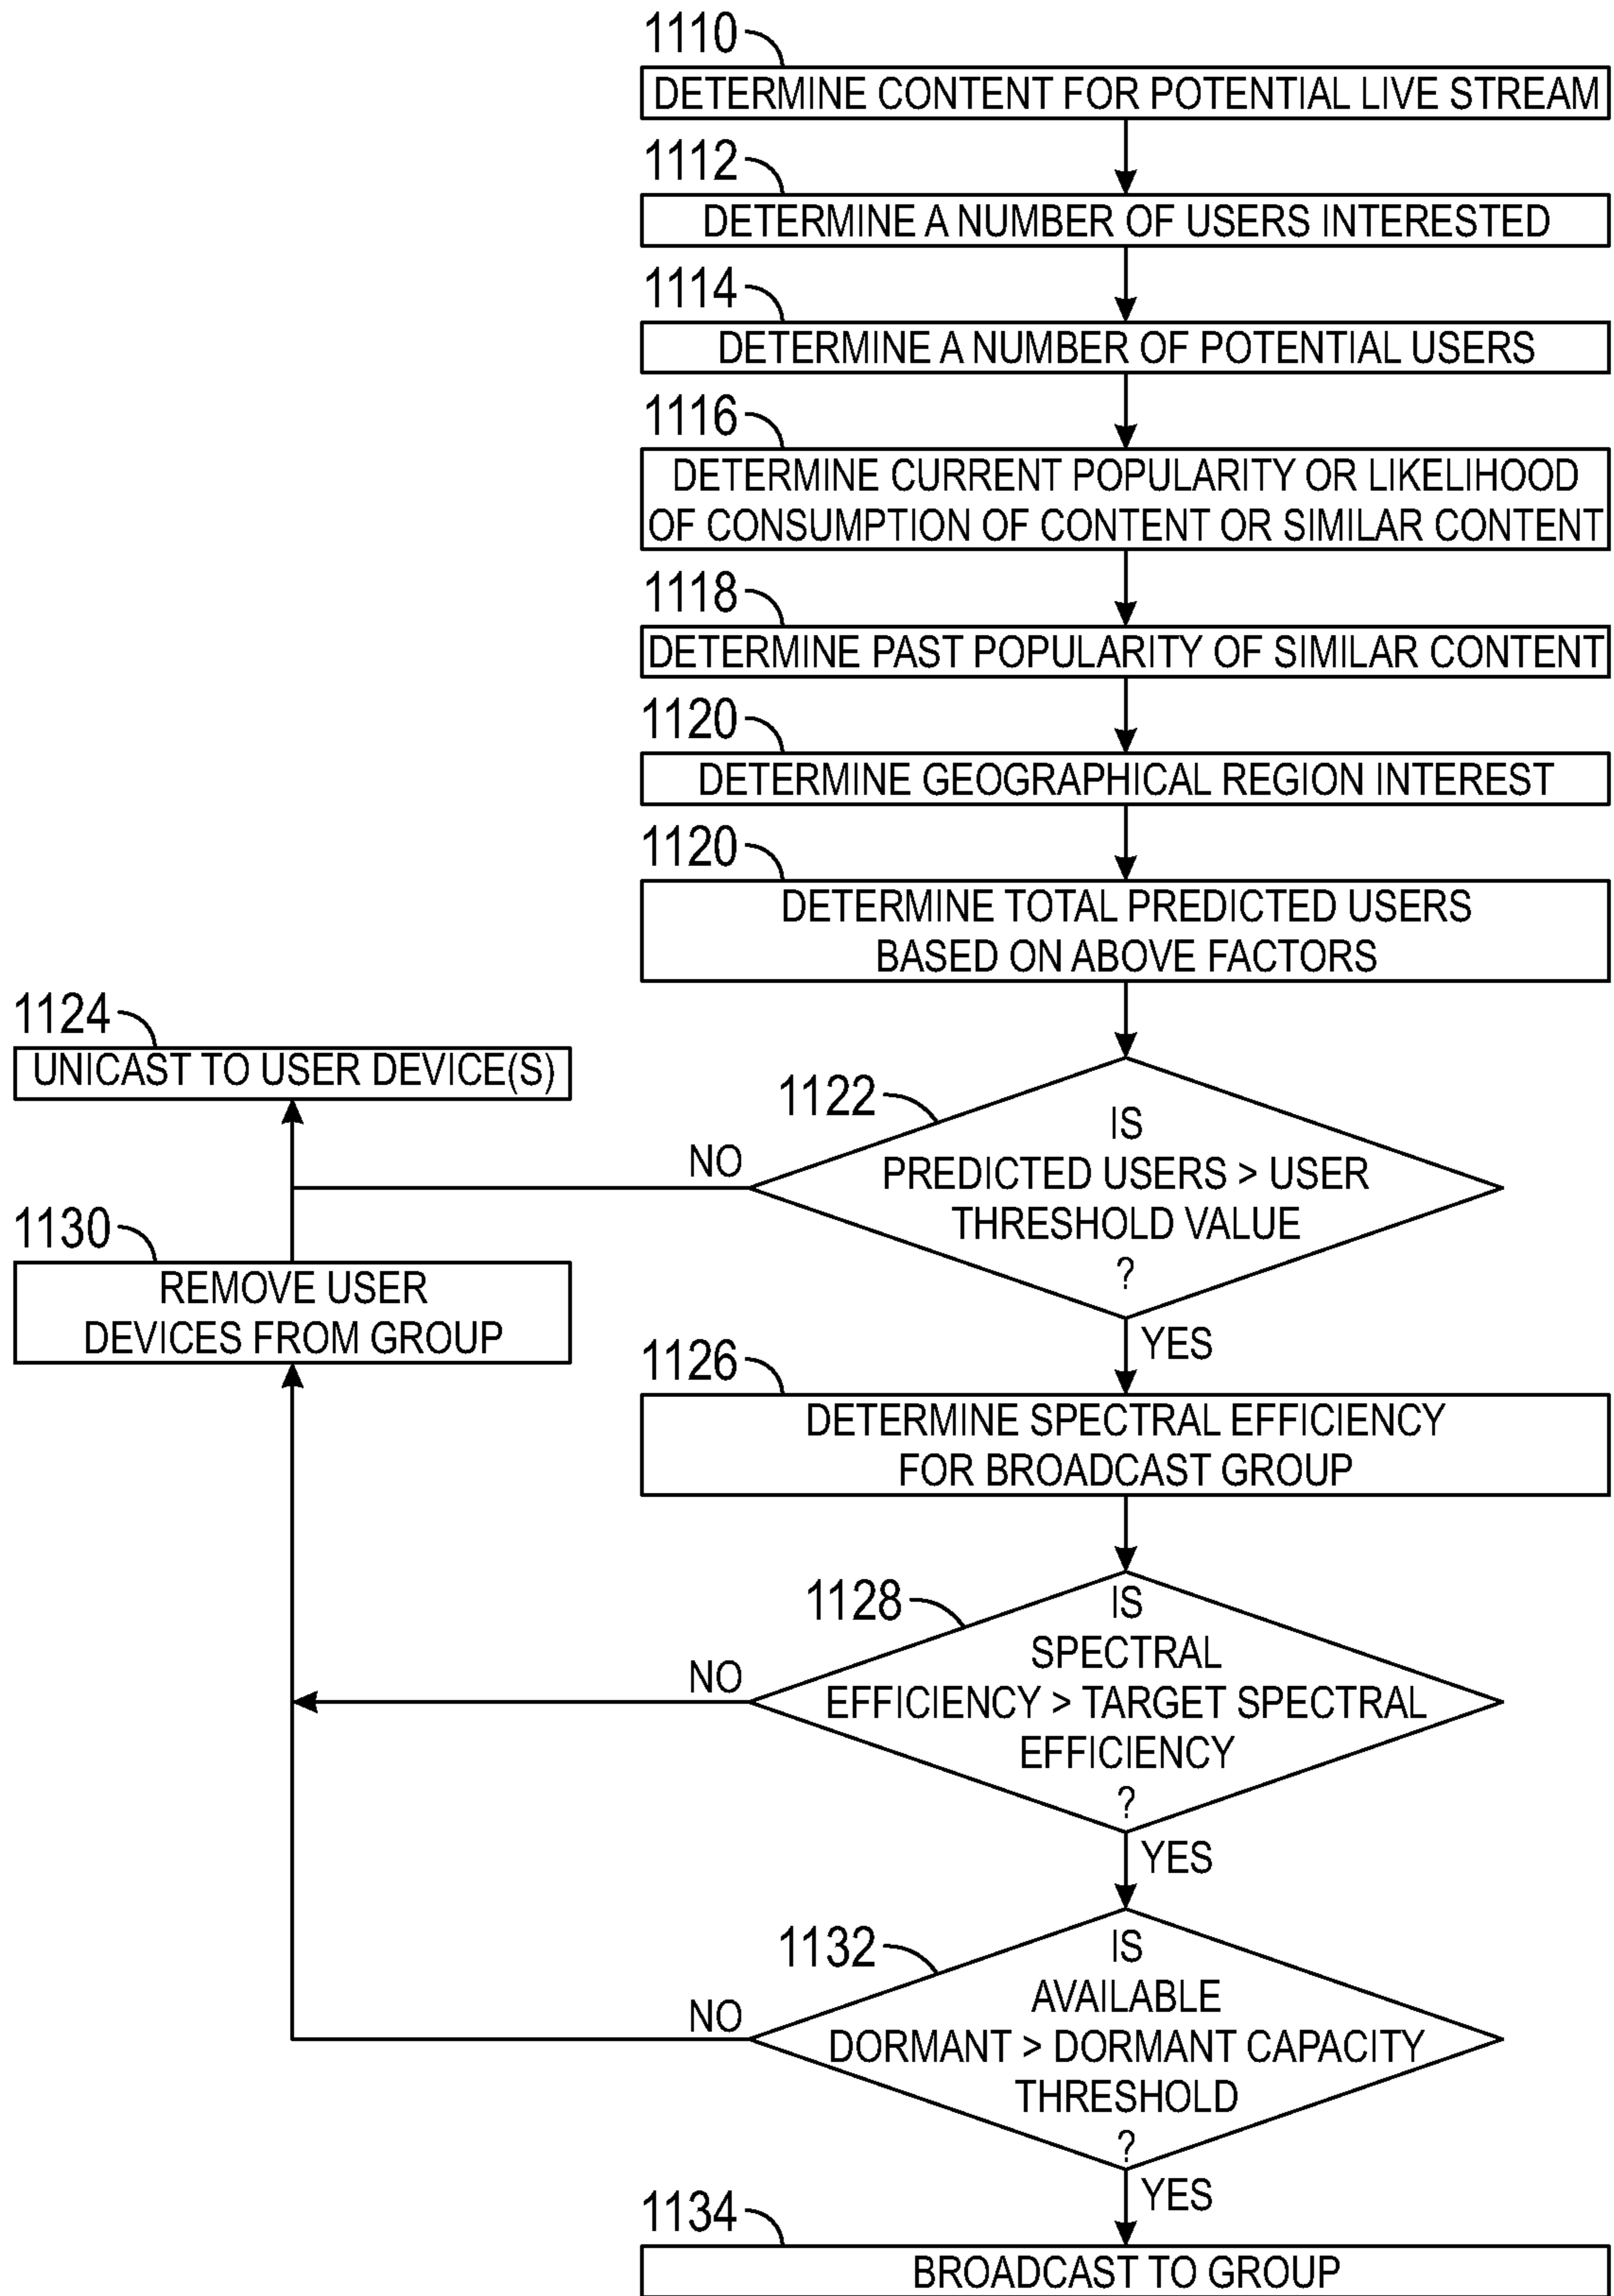 1110
DETERMINE CONTENT FOR POTENTIAL LIVE STREAM
1112
DETERMINE A NUMBER OF USERS INTERESTED
1114
DETERMINE A NUMBER OF POTENTIAL USERS
1116
DETERMINE CURRENT POPULARITY OR LIKELIHOOD
OF CONSUMPTION OF CONTENT OR SIMILAR CONTENT
1118
DETERMINE PAST POPULARITY OF SIMILAR CONTENT
1120
DETERMINE GEOGRAPHICAL REGION INTEREST
1120
DETERMINE TOTAL PREDICTED USERS
BASED ON ABOVE FACTORS
1124
UNICAST TO USER DEVICE(S)
1122
IS
PREDICTED USERS > USER
THRESHOLD VALUE
?
NO
YES
1130
REMOVE USER
DEVICES FROM GROUP
1126
DETERMINE SPECTRAL EFFICIENCY
FOR BROADCAST GROUP
1128
IS
SPECTRAL
EFFICIENCY > TARGET SPECTRAL
EFFICIENCY
?
NO
YES
1132
IS
AVAILABLE
DORMANT > DORMANT CAPACITY
THRESHOLD
?
NO
YES
1134
BROADCAST TO GROUP